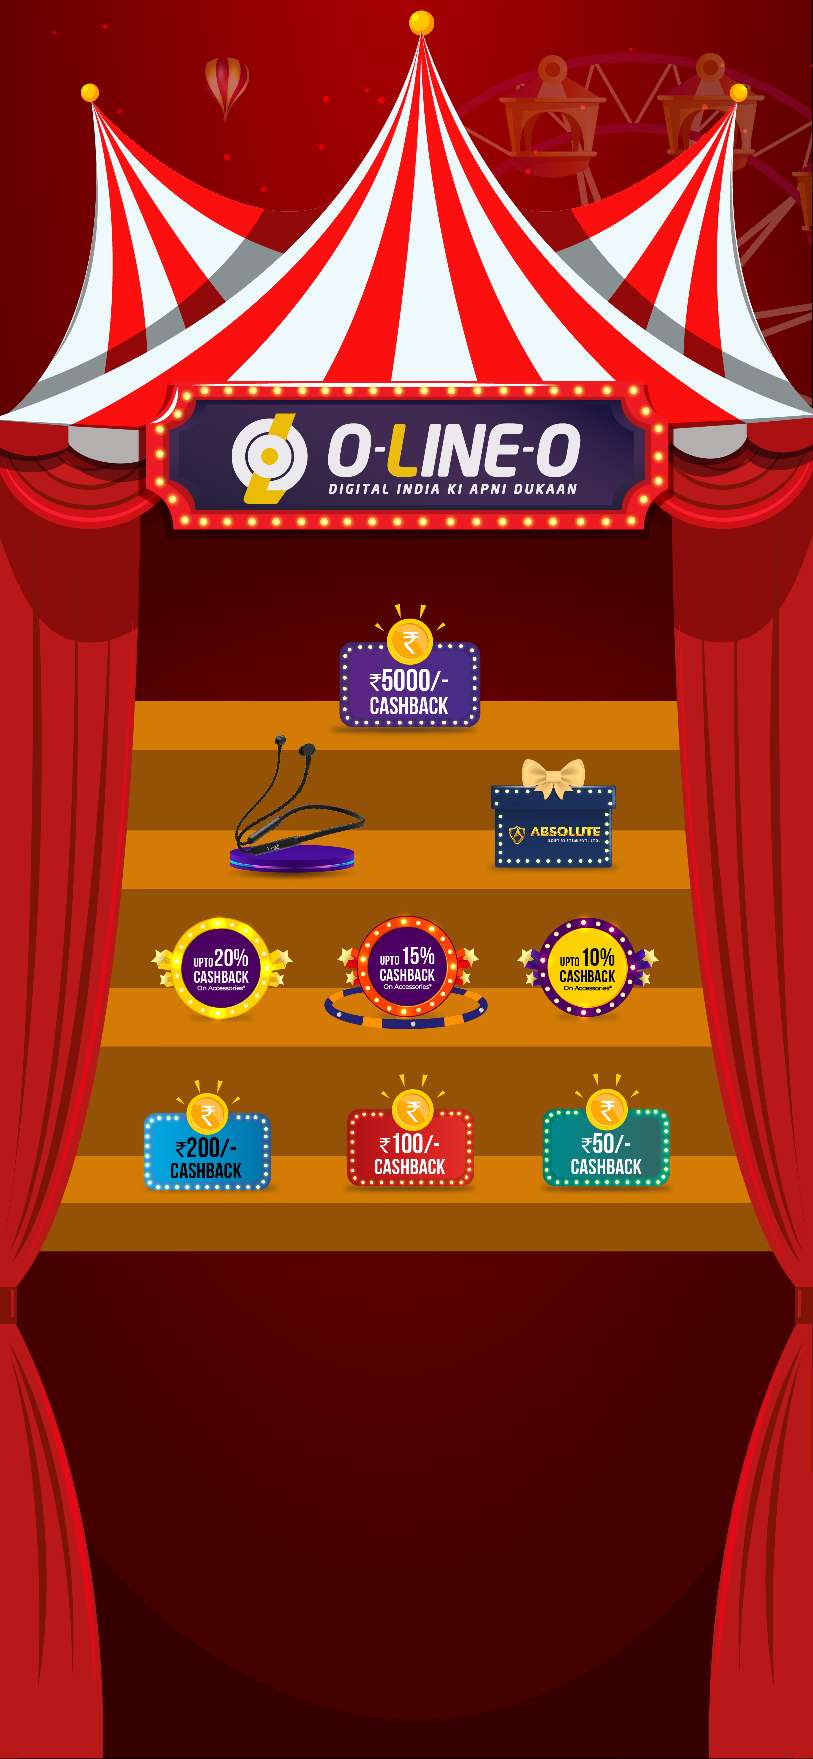 O-LINE-O
DIGITAL INDIA KI APNI DUKAAN
₹
₹5000/-
CASHBACK
ABSOLUTE
UPTO 20%
CASHBACK
On Accessories*
UPTO 15%
CASHBACK
On Accessories*
UPTO 10%
CASHBACK
On Accessories*
₹
₹200/-
CASHBACK
₹
₹100/-
CASHBACK
₹
₹50/-
CASHBACK